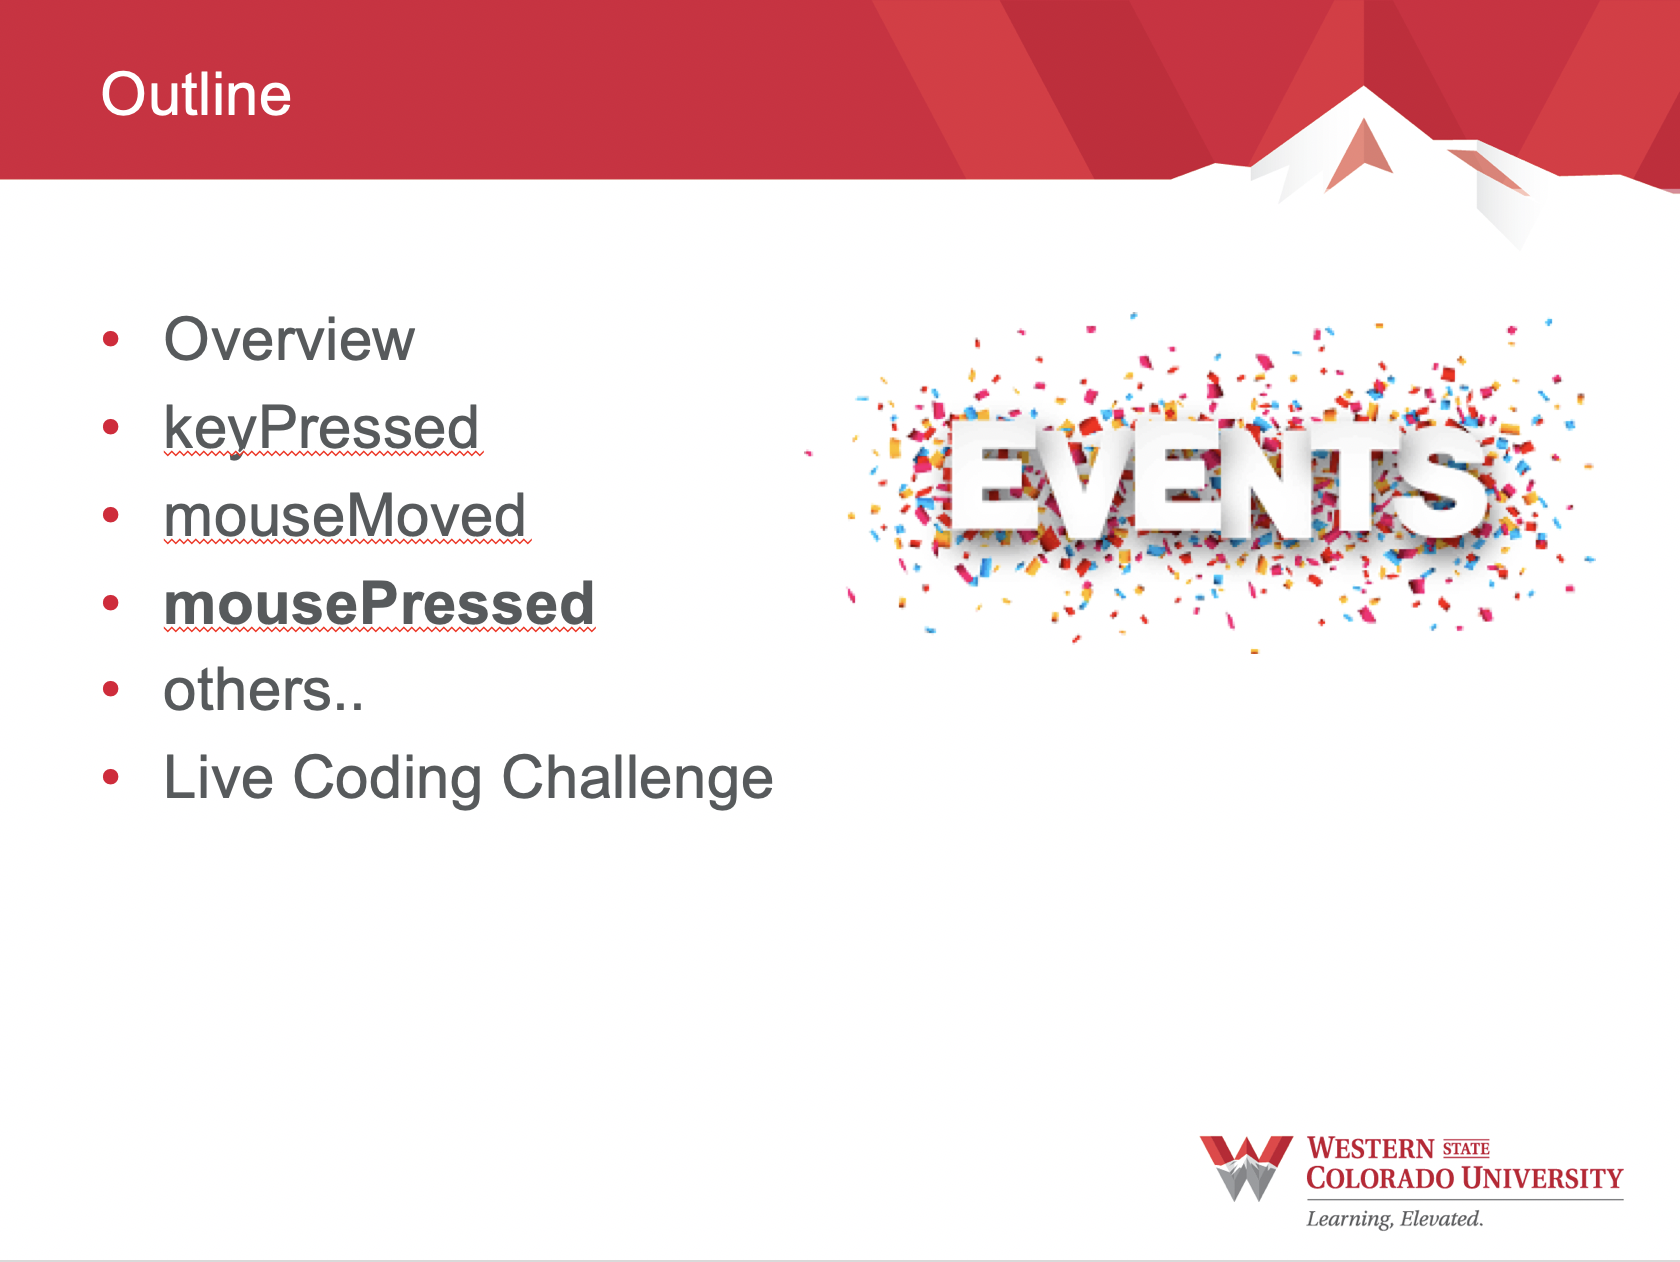 Outline
Overview
keyPressed
mouseMoved
mousePressed
others..
Live Coding Challenge
EVENTS
WESTERN STATE
COLORADO UNIVERSITY
Learning, Elevated.